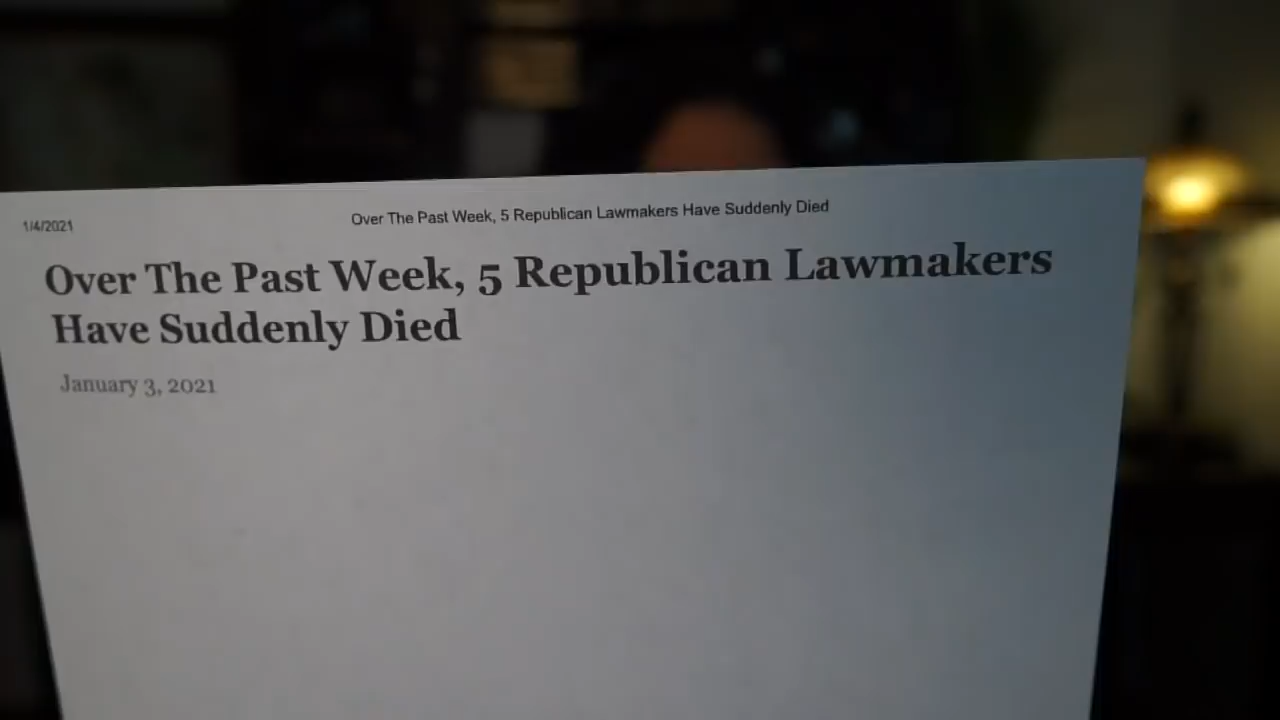 1/4/2021 Over The Past Week, 5 Republican Lawmakers Have Suddenly Died
Over The Past Week, 5 Republican Lawmakers
Have Suddenly Died
January 3, 2021